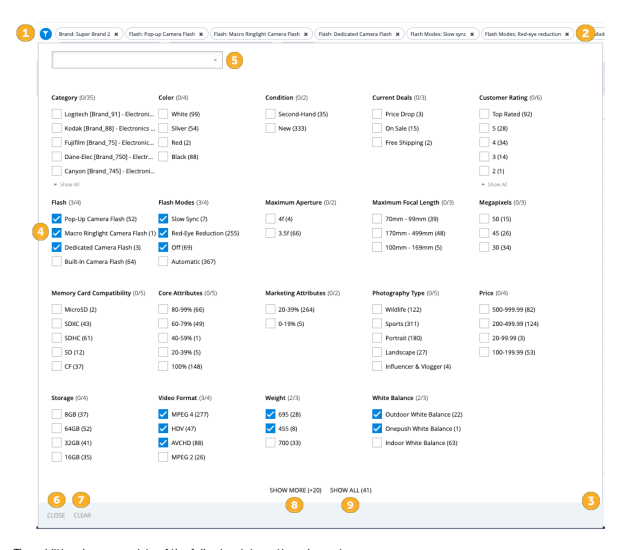 1
Brand: Super Brand 2 ×
Flash: Pop-up Camera Flash ×
Flash: Macro Ringlight Camera Flash ×
Flash: Dedicated Camera Flash ×
Flash Modes: Slow sync ×
Flash Modes: Red-eye reduction ×
2
5
Category (0/35)
Logitech [Brand_91] - Electroni...
Kodak [Brand_88] - Electronics ...
Fujifilm [Brand_75] - Electronic...
Dane-Elec [Brand_750] - Electr...
Canyon [Brand_745] - Electroni...
Show All
Color (0/4)
White (99)
Silver (54)
Red (2)
Black (88)
Condition (0/2)
Second-Hand (35)
New (333)
Current Deals (0/3)
Price Drop (3)
On Sale (15)
Free Shipping (2)
Customer Rating (0/6)
Top Rated (92)
5 (28)
4 (34)
3 (14)
2 (1)
Show All
4
Flash (3/4)
Pop-Up Camera Flash (52)
Macro Ringlight Camera Flash (1)
Dedicated Camera Flash (3)
Built-in Camera Flash (64)
Flash Modes (3/4)
Slow Sync (7)
Red-Eye Reduction (255)
Off (69)
Automatic (367)
Maximum Aperture (0/2)
4f (4)
3.5f (66)
Maximum Focal Length (0/3)
70mm - 99mm (39)
170mm - 499mm (48)
100mm - 169mm (5)
Megapixels (0/3)
50 (15)
45 (26)
30 (34)
Memory Card Compatibility (0/5)
MicroSD (2)
SDXC (43)
SDHC (61)
SD (12)
CF (37)
Core Attributes (0/5)
80-99% (66)
60-79% (49)
40-59% (1)
20-39% (5)
100% (148)
Marketing Attributes (0/2)
20-39% (264)
0-19% (5)
Photography Type (0/5)
Wildlife (122)
Sports (311)
Portrait (180)
Landscape (27)
Influencer & Vlogger (4)
Price (0/4)
500-999.99 (82)
200-499.99 (124)
20-99.99 (3)
100-199.99 (53)
Storage (0/4)
8GB (37)
64GB (52)
32GB (41)
16GB (35)
Video Format (3/4)
MPEG 4 (277)
HDV (47)
AVCHD (88)
MPEG 2 (26)
Weight (2/3)
695 (28)
455 (8)
700 (33)
White Balance (2/3)
Outdoor White Balance (22)
Onepush White Balance (1)
Indoor White Balance (63)
SHOW MORE (+20) SHOW ALL (41)
6 7 8 9 3
CLOSE CLEAR